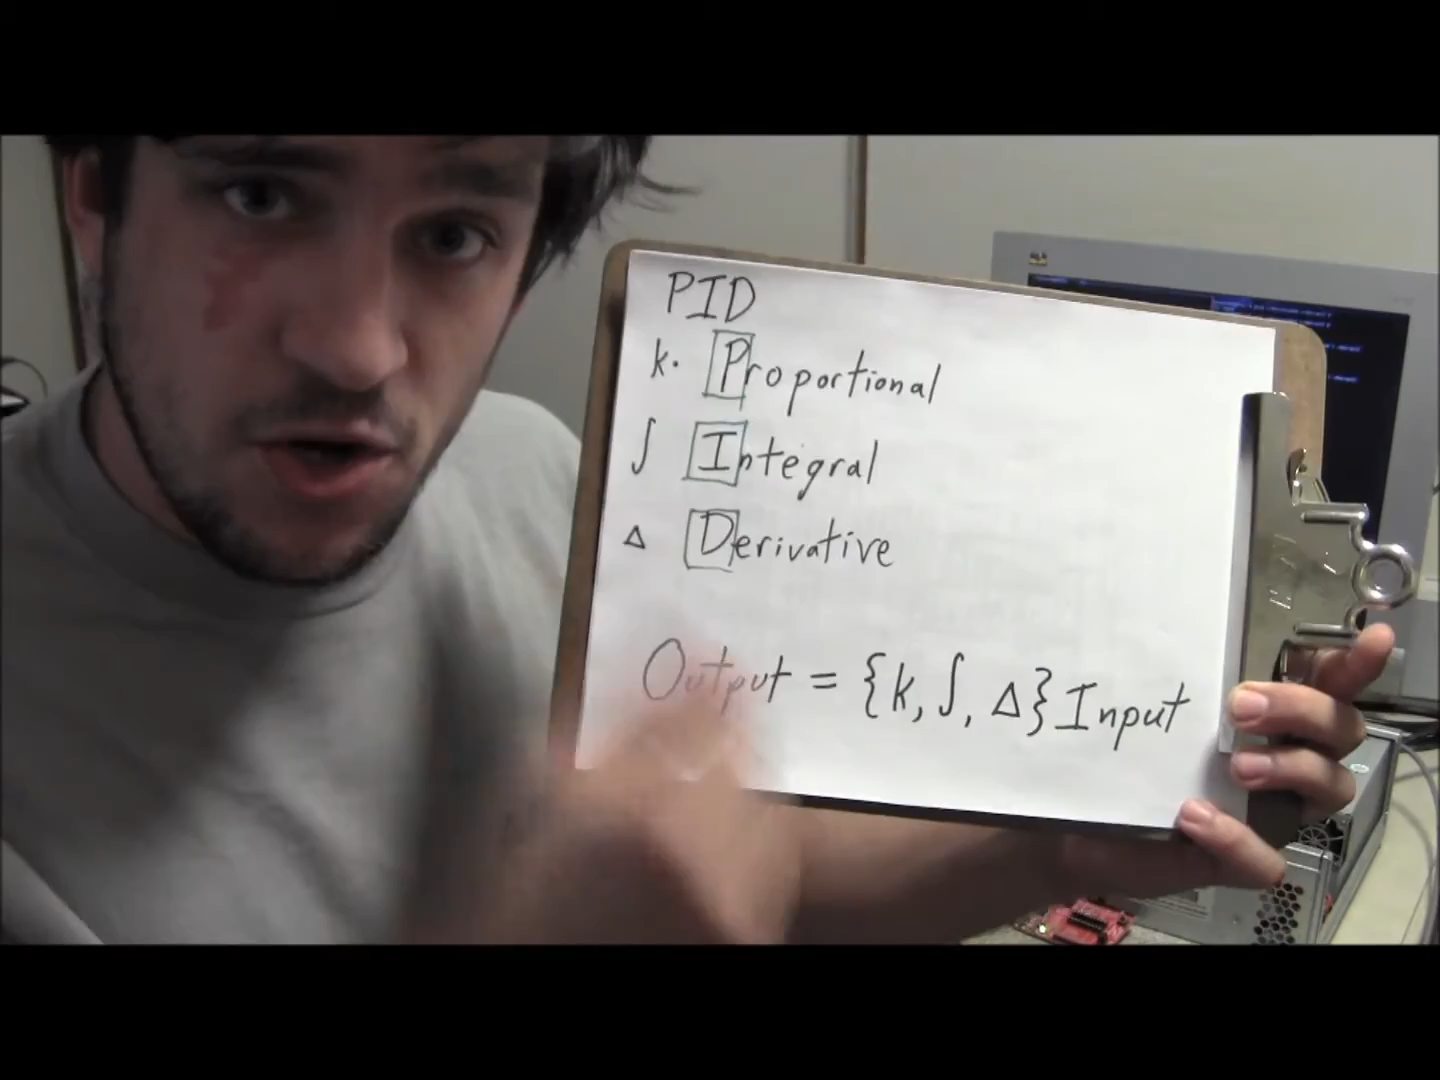 PID
k. Proportional
∫ Integral
Δ Derivative
Output = {k, ∫, Δ} Input